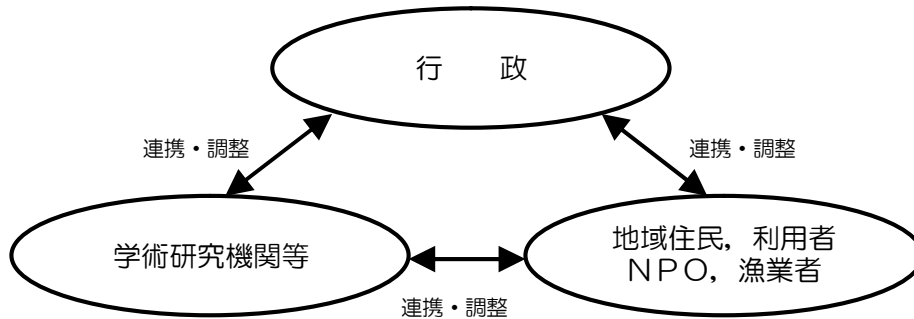 行　　政
連携・調整
連携・調整
学術研究機関等
地域住民，利用者
ＮＰＯ，漁業者
連携・調整